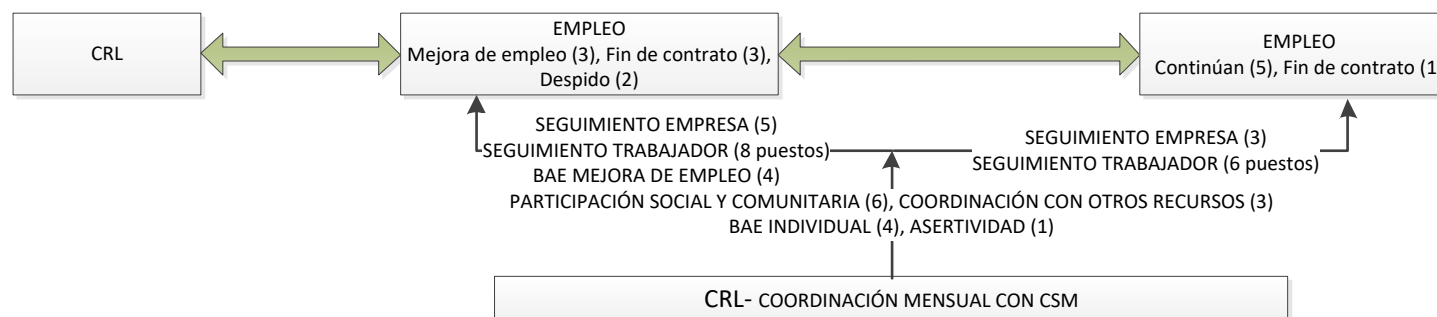 CRL
EMPLEO
Mejora de empleo (3), Fin de contrato (3),
Despido (2)
EMPLEO
Continúan (5), Fin de contrato (1
SEGUIMIENTO EMPRESA (5)
SEGUIMIENTO TRABAJADOR (8 puestos)
BAE MEJORA DE EMPLEO (4)
SEGUIMIENTO EMPRESA (3)
SEGUIMIENTO TRABAJADOR (6 puestos)
PARTICIPACIÓN SOCIAL Y COMUNITARIA (6), COORDINACIÓN CON OTROS RECURSOS (3)
BAE INDIVIDUAL (4), ASERTIVIDAD (1)
CRL- COORDINACIÓN MENSUAL CON CSM